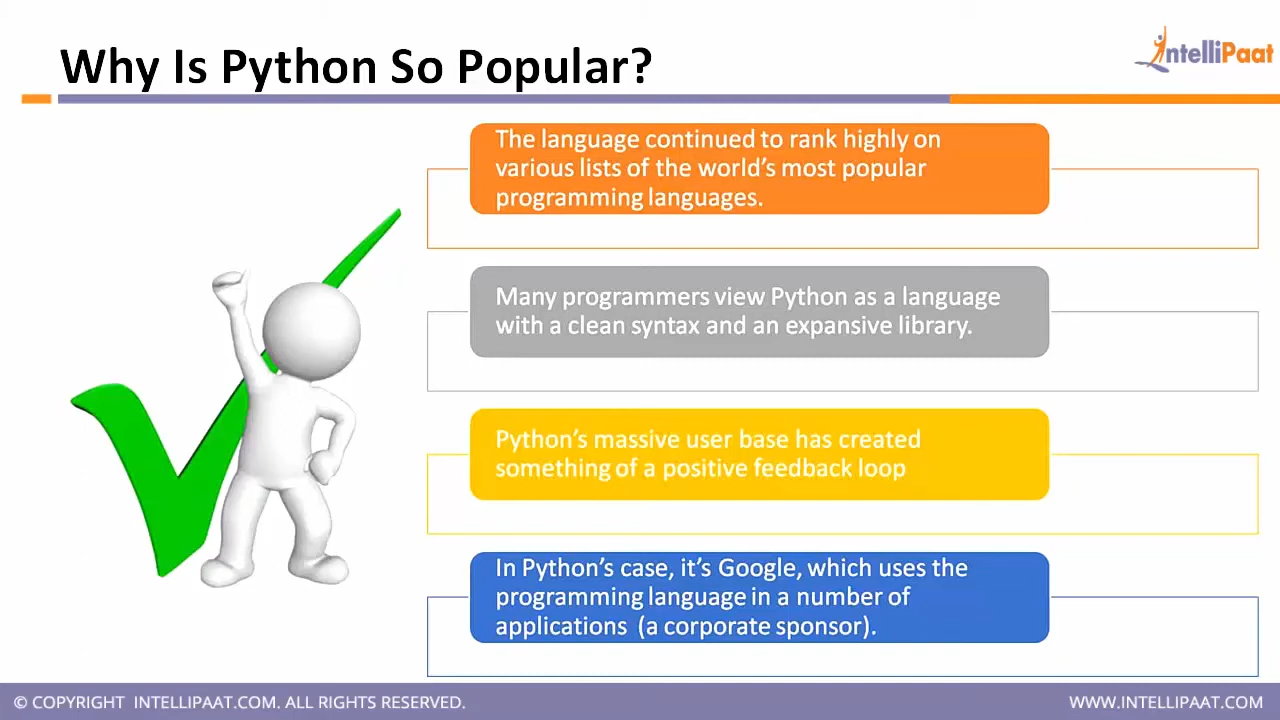 Why Is Python So Popular?
IntelliPaat
The language continued to rank highly on
various lists of the world's most popular
programming languages.
Many programmers view Python as a language
with a clean syntax and an expansive library.
Python's massive user base has created
something of a positive feedback loop
In Python's case, it's Google, which uses the
programming language in a number of
applications  (a corporate sponsor).
© COPYRIGHT INTELLIPAAT.COM. ALL RIGHTS RESERVED.
WWW.INTELLIPAAT.COM